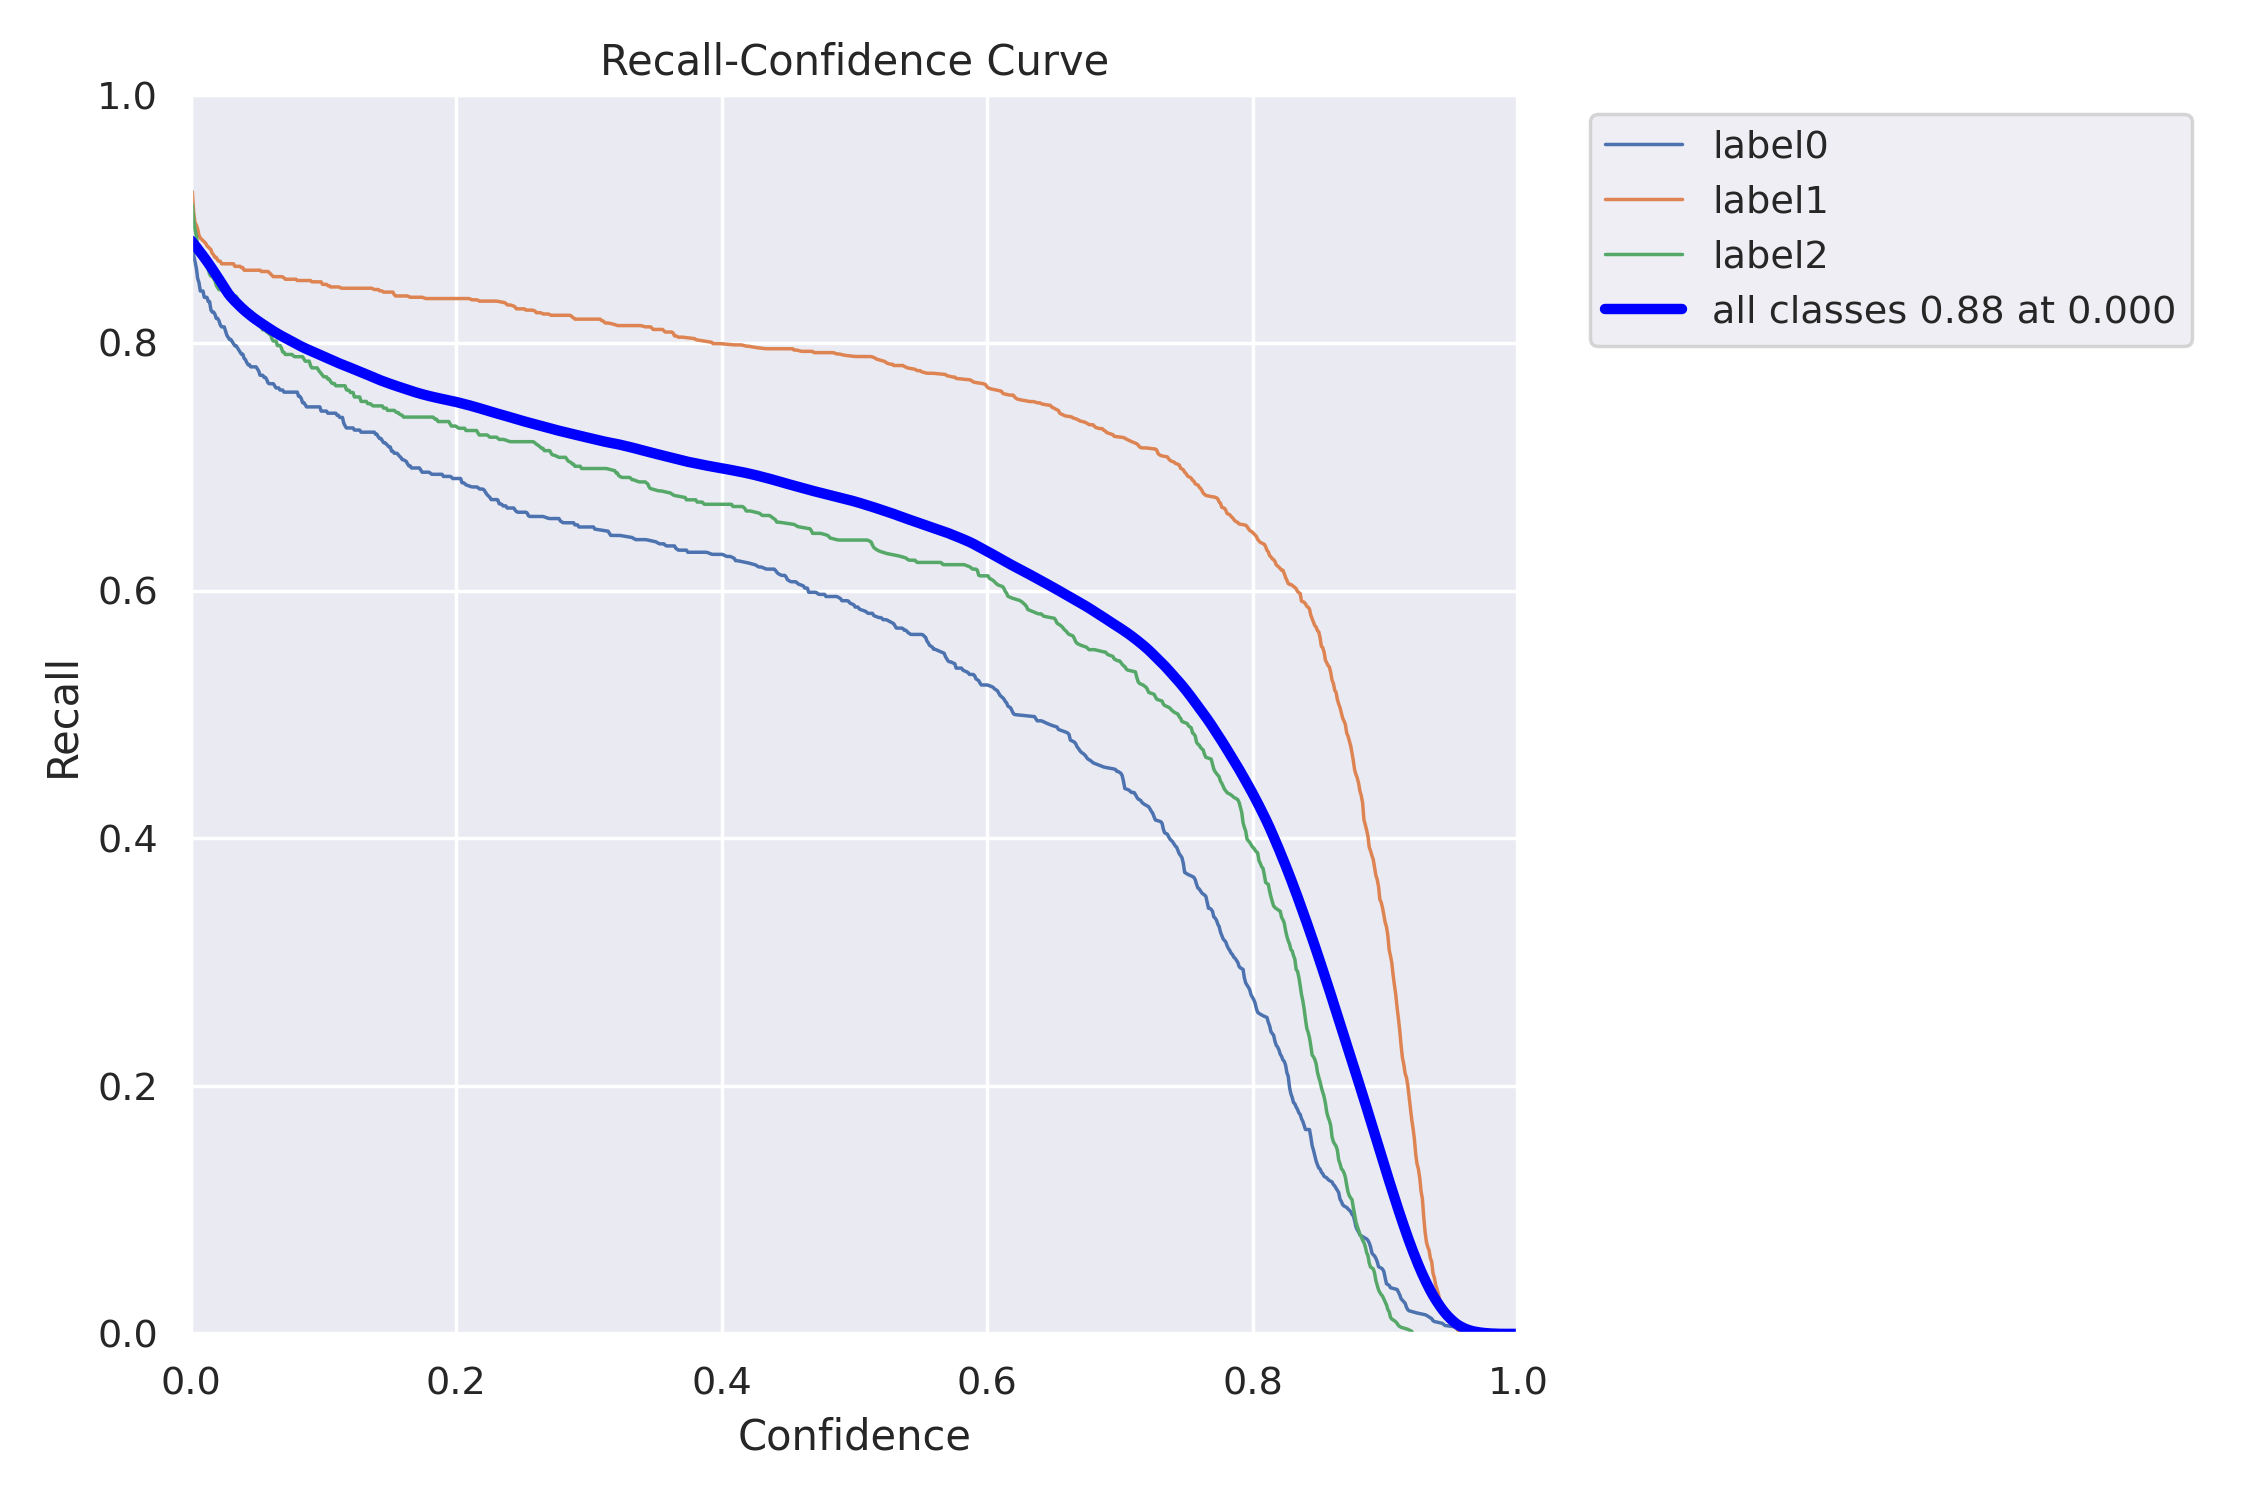 Recall-Confidence Curve
1.0
0.8
0.6
0.4
0.2
0.0
Recall
0.0 0.2 0.4 0.6 0.8 1.0
Confidence
label0
label1
label2
all classes 0.88 at 0.000